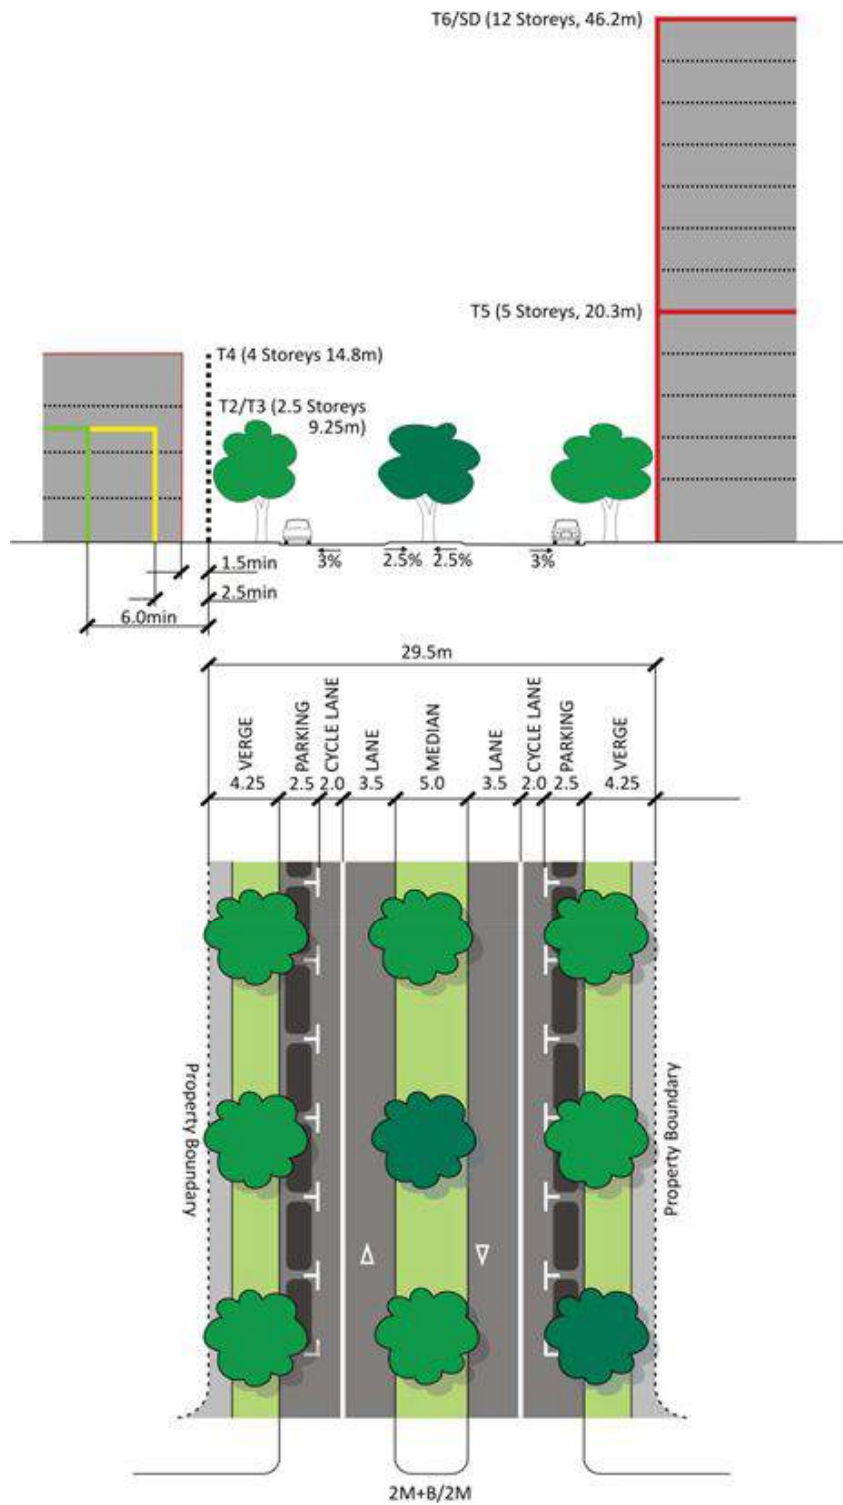 T6/SD (12 Storeys, 46.2m)
T5 (5 Storeys, 20.3m)
T4 (4 Storeys 14.8m)
T2/T3 (2.5 Storeys
9.25m)
3%
2.5%
2.5%
3%
1.5min
2.5min
6.0min
29.5m
VERGE
PARKING
CYCLE LANE
LANE
MEDIAN
LANE
CYCLE LANE
PARKING
VERGE
4.25
2.5
2.0
3.5
5.0
3.5
2.0
2.5
4.25
Property Boundary
Property Boundary
2M+B/2M